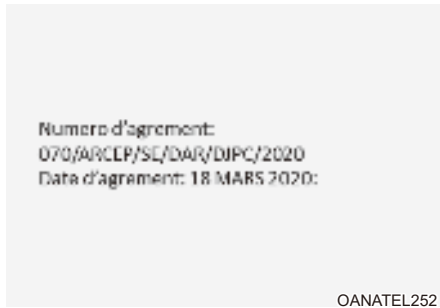 Numero d'agrement:
070/ARCEP/SE/DAR/DJPC/2020
Date d'agrement: 18 MARS 2020:
OANATEL252